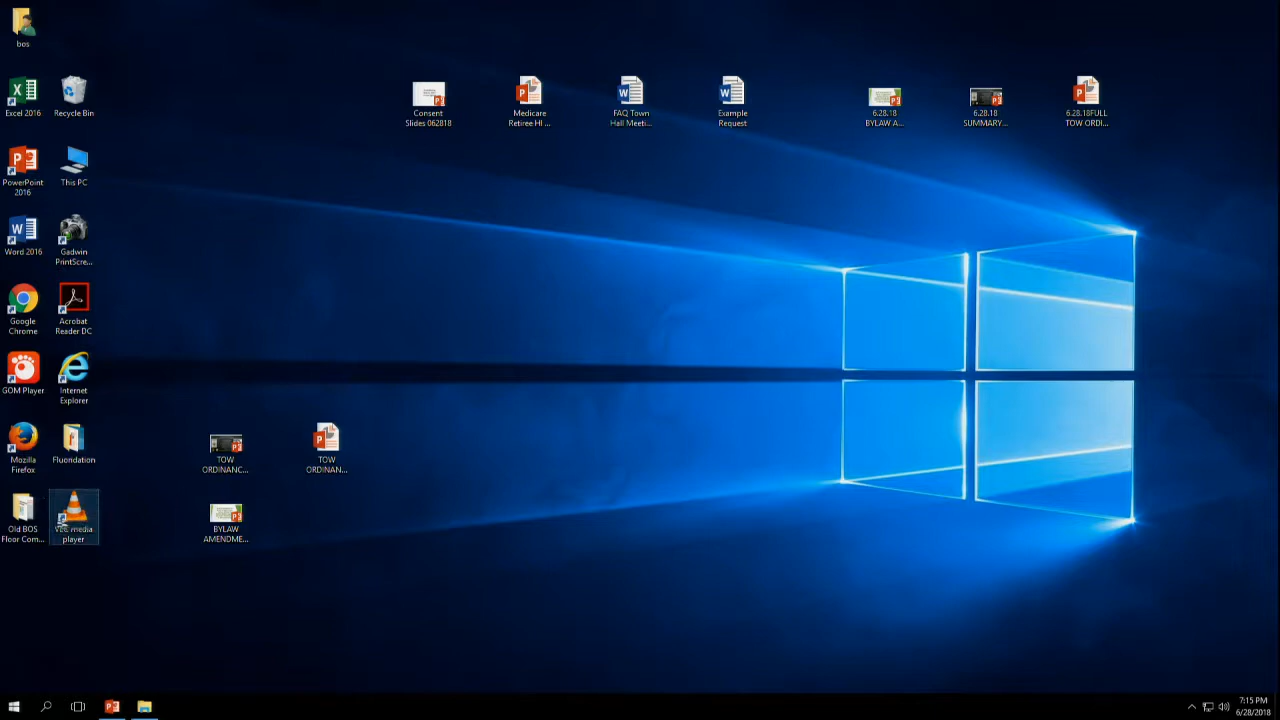 bos
Excel 2016
Recycle Bin
Consent
Slides 062818
Medicare
Retiree HI ...
FAQ Town
Hall Meeti...
Example
Request
6.28.18
BYLAW A...
6.28.18
SUMMARY...
6.28.18FULL
TOW ORDI...
PowerPoint
2016
This PC
Word 2016
Gadwin
PrintScre...
Google
Chrome
Acrobat
Reader DC
GOM Player
Internet
Explorer
Mozilla
Firefox
Fluondation
TOW
ORDINANC...
TOW
ORDINAN...
Old BOS
Floor Com...
VLC media
player
BYLAW
AMENDME...
7:15 PM
6/28/2018